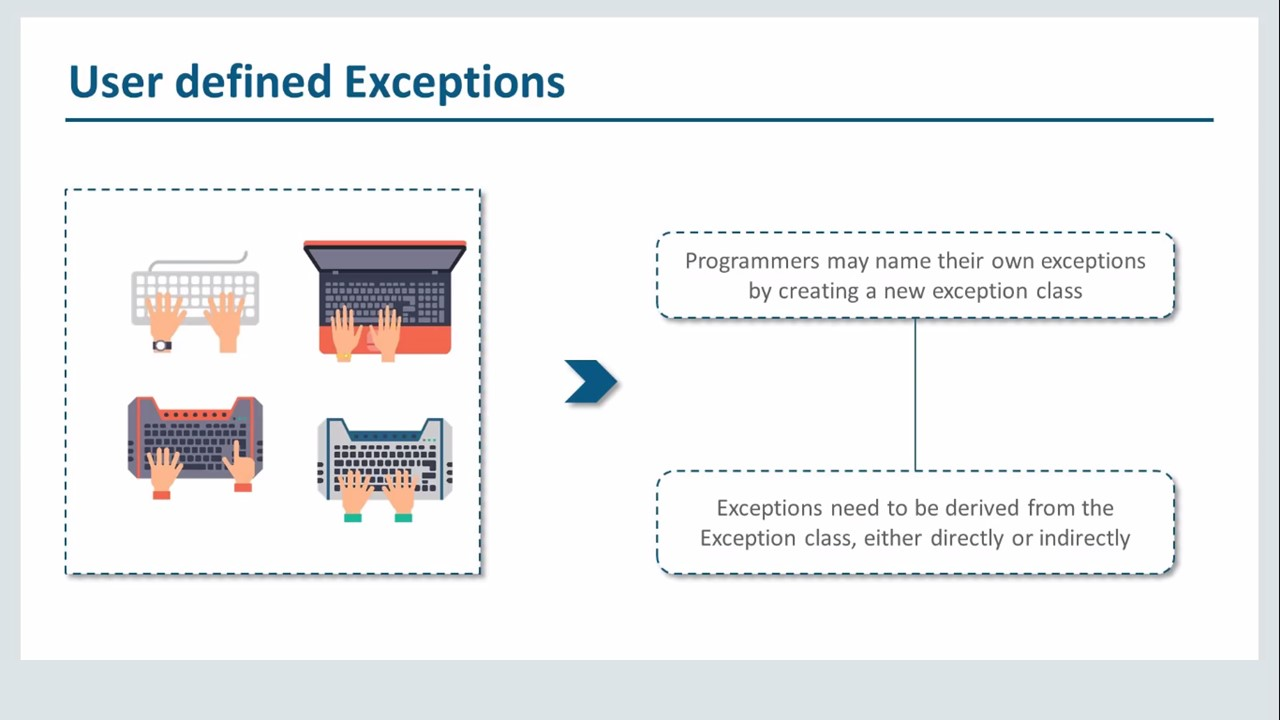 User defined Exceptions
Programmers may name their own exceptions
by creating a new exception class
Exceptions need to be derived from the
Exception class, either directly or indirectly